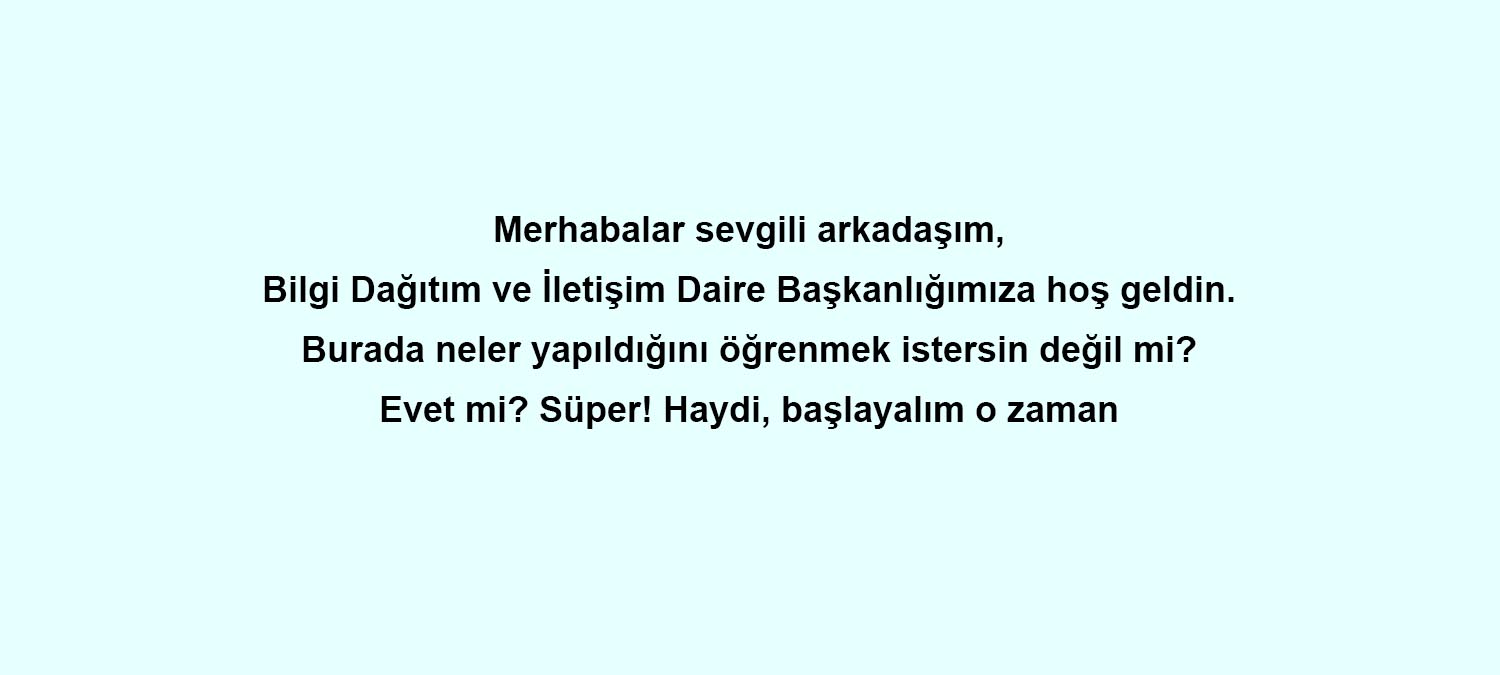 Merhabalar sevgili arkadaşım,
Bilgi Dağıtım ve İletişim Daire Başkanlığımıza hoş geldin.
Burada neler yapıldığını öğrenmek istersin değil mi?
Evet mi? Süper! Haydi, başlayalım o zaman